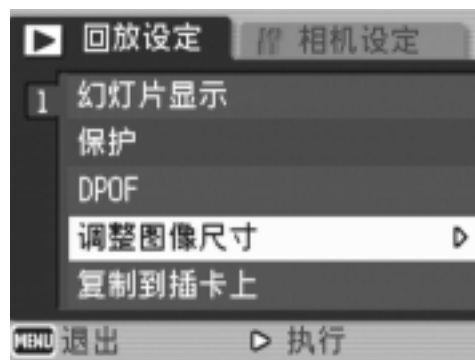 回放设定 相机设定
1 幻灯片显示
保护
DPOF
调整图像尺寸
复制到插卡上
MENU 退出 执行